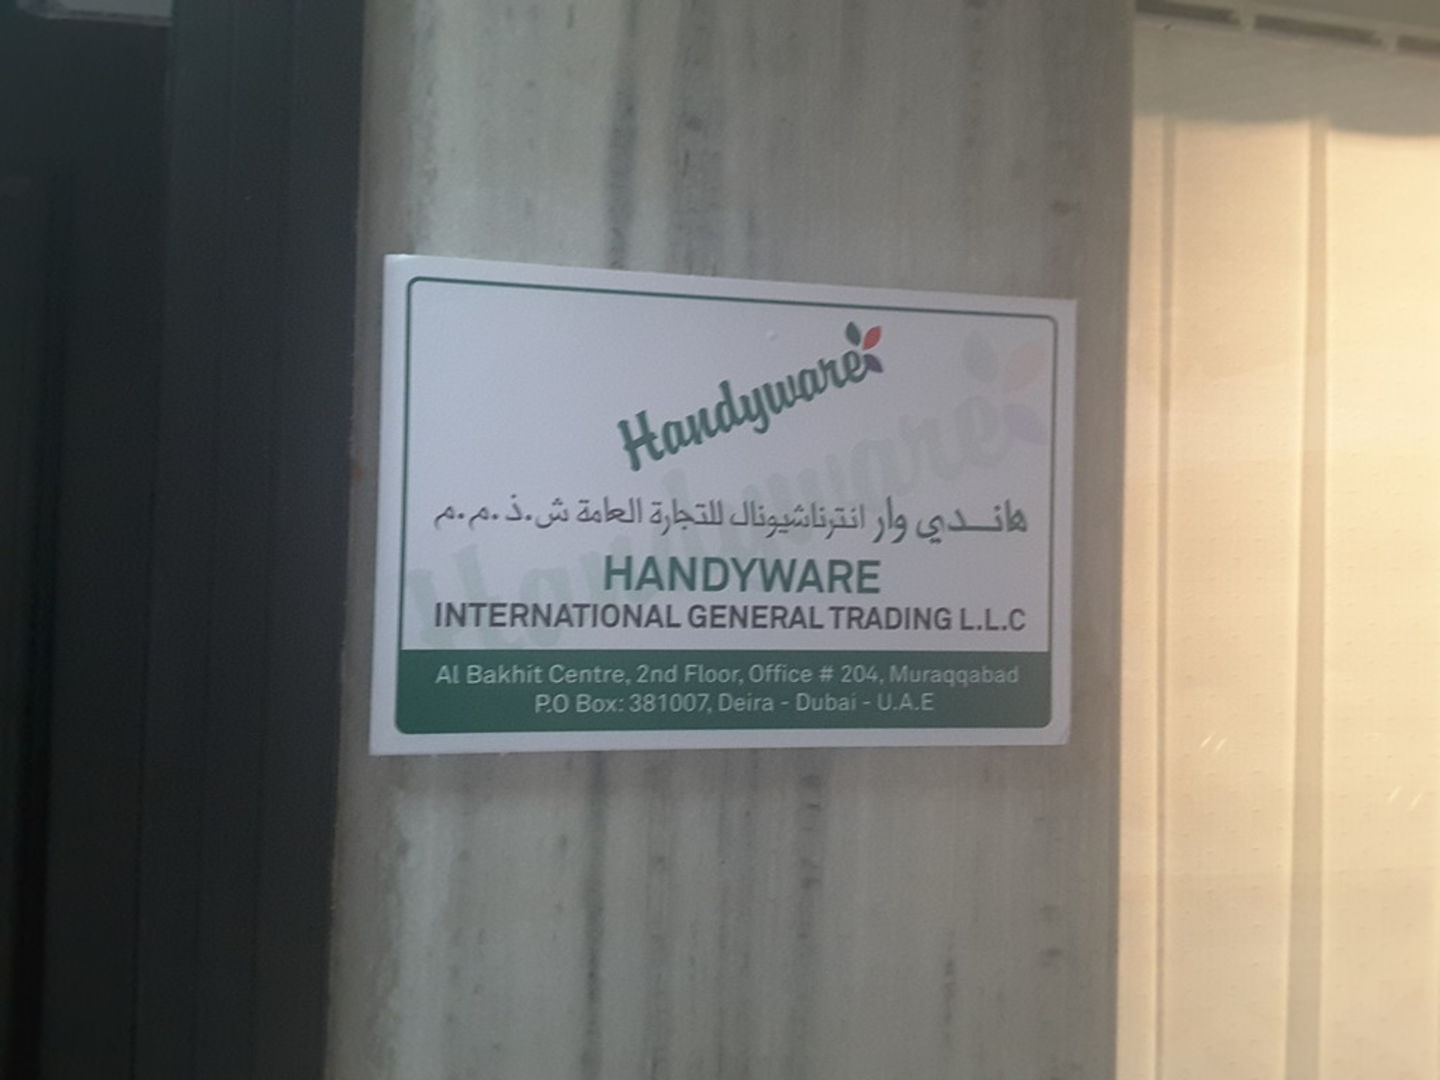 Handyware
هاندي وار انترناشيونال للتجارة العامة ش.ذ.م.م
HANDYWARE
INTERNATIONAL GENERAL TRADING L.L.C
Al Bakhit Centre, 2nd Floor, Office # 204, Muraqqabad
P.O Box: 381007, Deira - Dubai - U.A.E